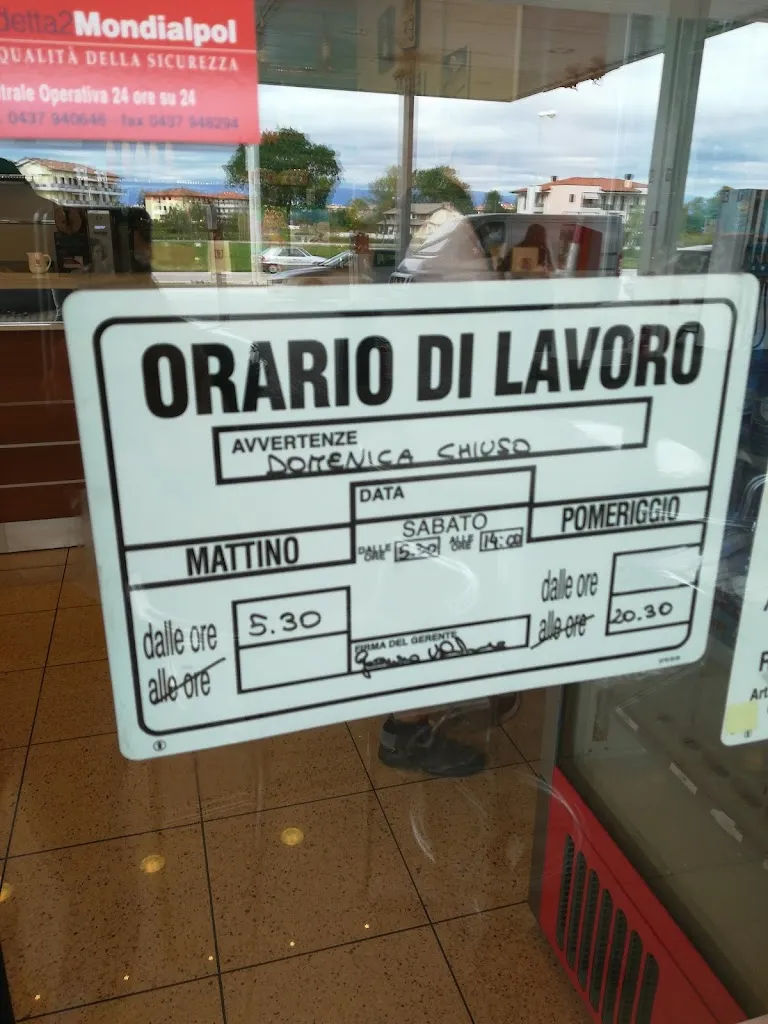 detta2Mondialpol
QUALITÀ DELLA SICUREZZA
trale Operativa 24 ore su 24
0437 940646 fax 0437 948294
ORARIO DI LAVORO
AVVERTENZE
DOMENICA CHIUSO
DATA
SABATO
DALLE ORE 5.30 ALLE ORE 14:00
MATTINO
POMERIGGIO
dalle ore 5.30
alle ore
dalle ore
alle ore 20.30
FIRMA DEL GERENTE